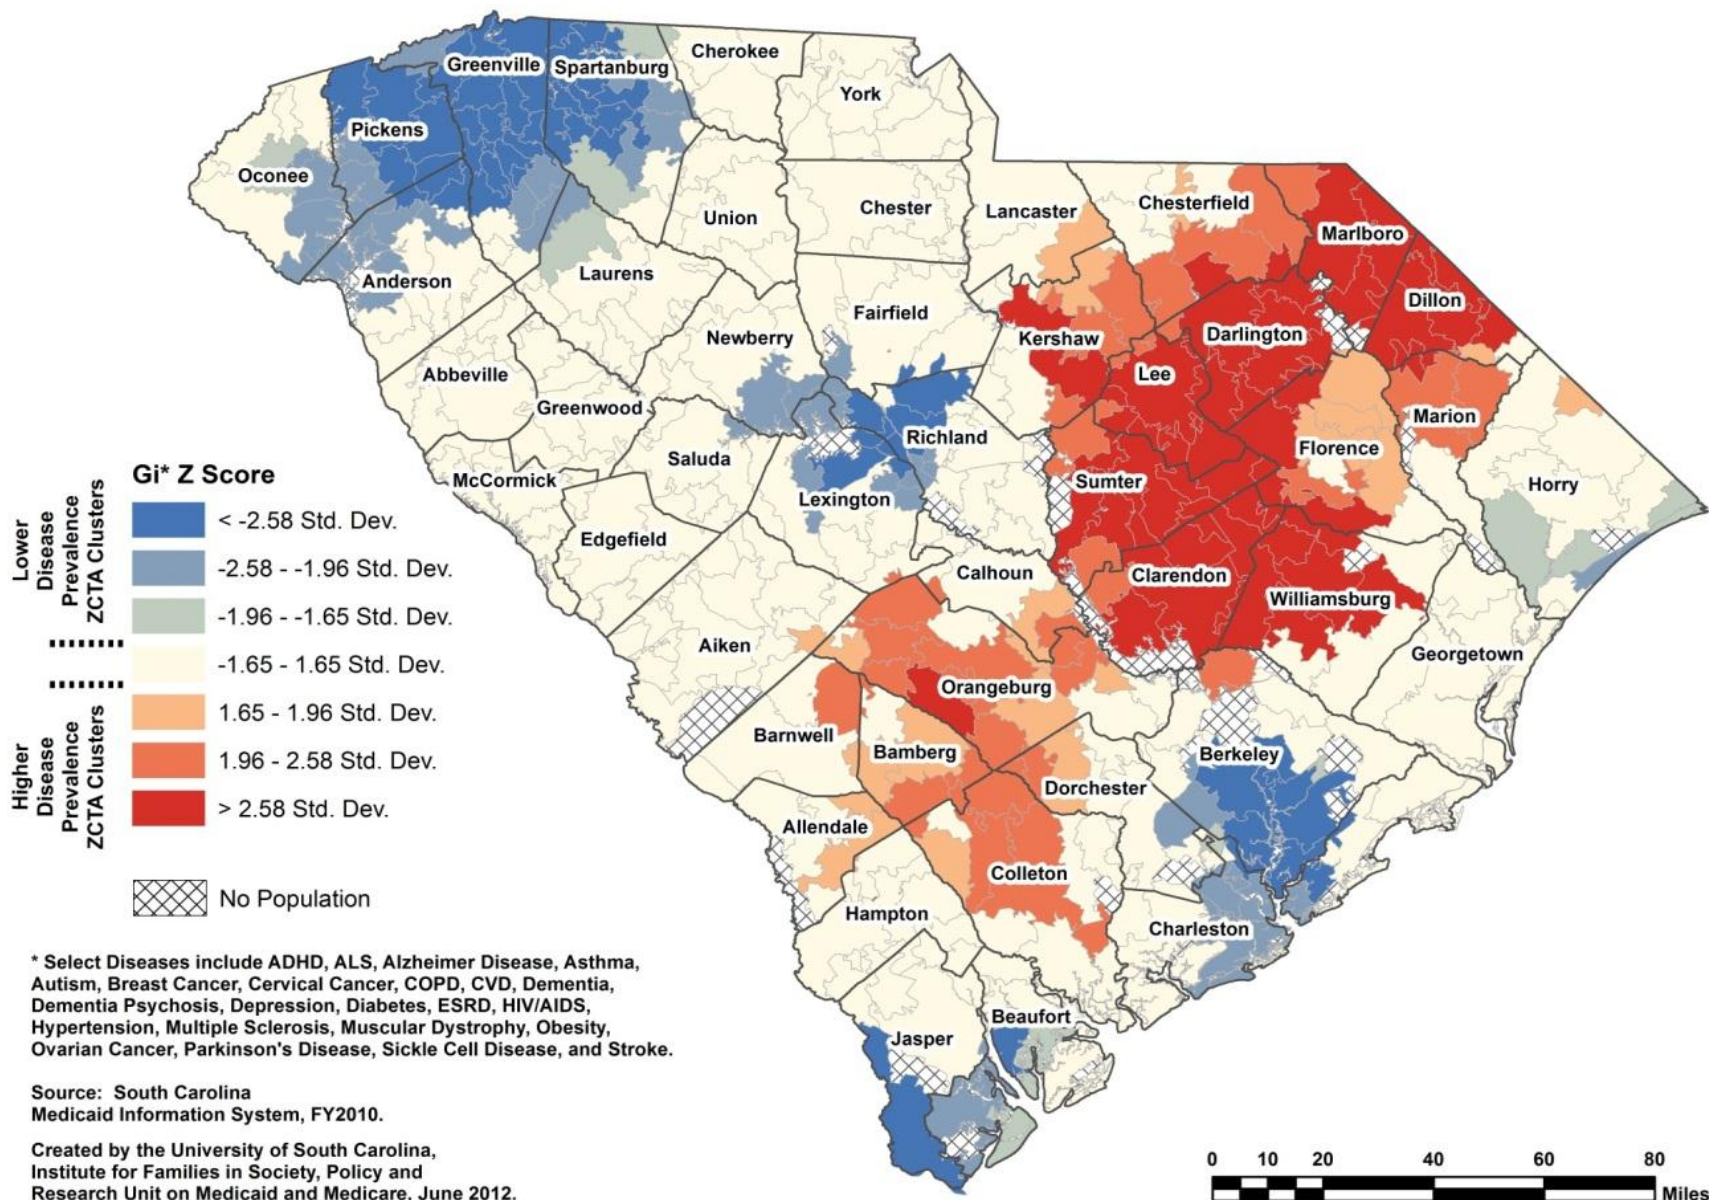 Cherokee
Greenville
Spartanburg
York
Pickens
Oconee
Chesterfield
Chester
Lancaster
Union
Marlboro
Laurens
Anderson
Dillon
Fairfield
Newberry
Kershaw
Darlington
Abbeville
Lee
Greenwood
Marion
Richland
Florence
Saluda
McCormick
Sumter
Horry
Lexington
Edgefield
Calhoun
Clarendon
Williamsburg
Aiken
Georgetown
Orangeburg
Barnwell
Bamberg
Berkeley
Dorchester
Allendale
Colleton
Hampton
Charleston
Beaufort
Jasper
Gi* Z Score
Lower
Disease
Prevalence
ZCTA Clusters
< -2.58 Std. Dev.
-2.58 - -1.96 Std. Dev.
-1.96 - -1.65 Std. Dev.
-1.65 - 1.65 Std. Dev.
Higher
Disease
Prevalence
ZCTA Clusters
1.65 - 1.96 Std. Dev.
1.96 - 2.58 Std. Dev.
> 2.58 Std. Dev.
No Population
* Select Diseases include ADHD, ALS, Alzheimer Disease, Asthma,
Autism, Breast Cancer, Cervical Cancer, COPD, CVD, Dementia,
Dementia Psychosis, Depression, Diabetes, ESRD, HIV/AIDS,
Hypertension, Multiple Sclerosis, Muscular Dystrophy, Obesity,
Ovarian Cancer, Parkinson's Disease, Sickle Cell Disease, and Stroke.
Source: South Carolina
Medicaid Information System, FY2010.
Created by the University of South Carolina,
Institute for Families in Society, Policy and
Research Unit on Medicaid and Medicare, June 2012.
0 10 20 40 60 80
Miles